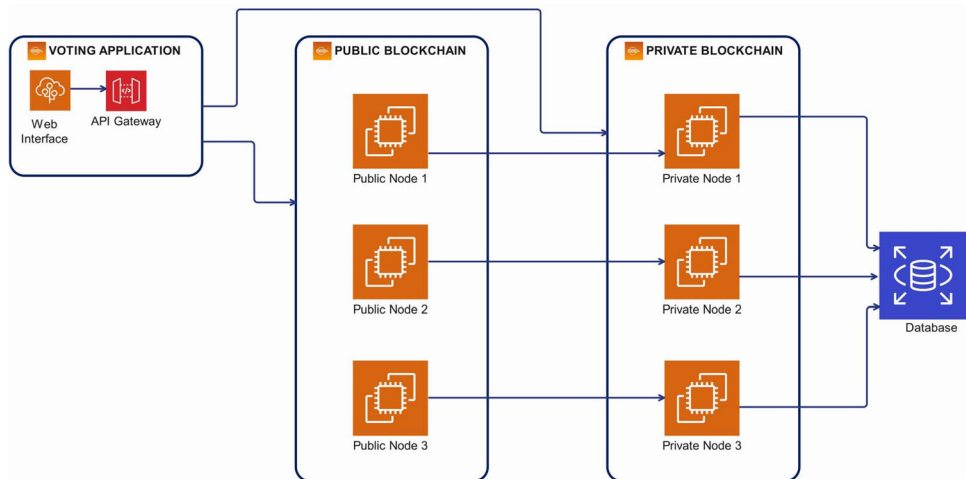 VOTING APPLICATION
Web
Interface
API Gateway
PUBLIC BLOCKCHAIN
Public Node 1
Public Node 2
Public Node 3
PRIVATE BLOCKCHAIN
Private Node 1
Private Node 2
Private Node 3
Database